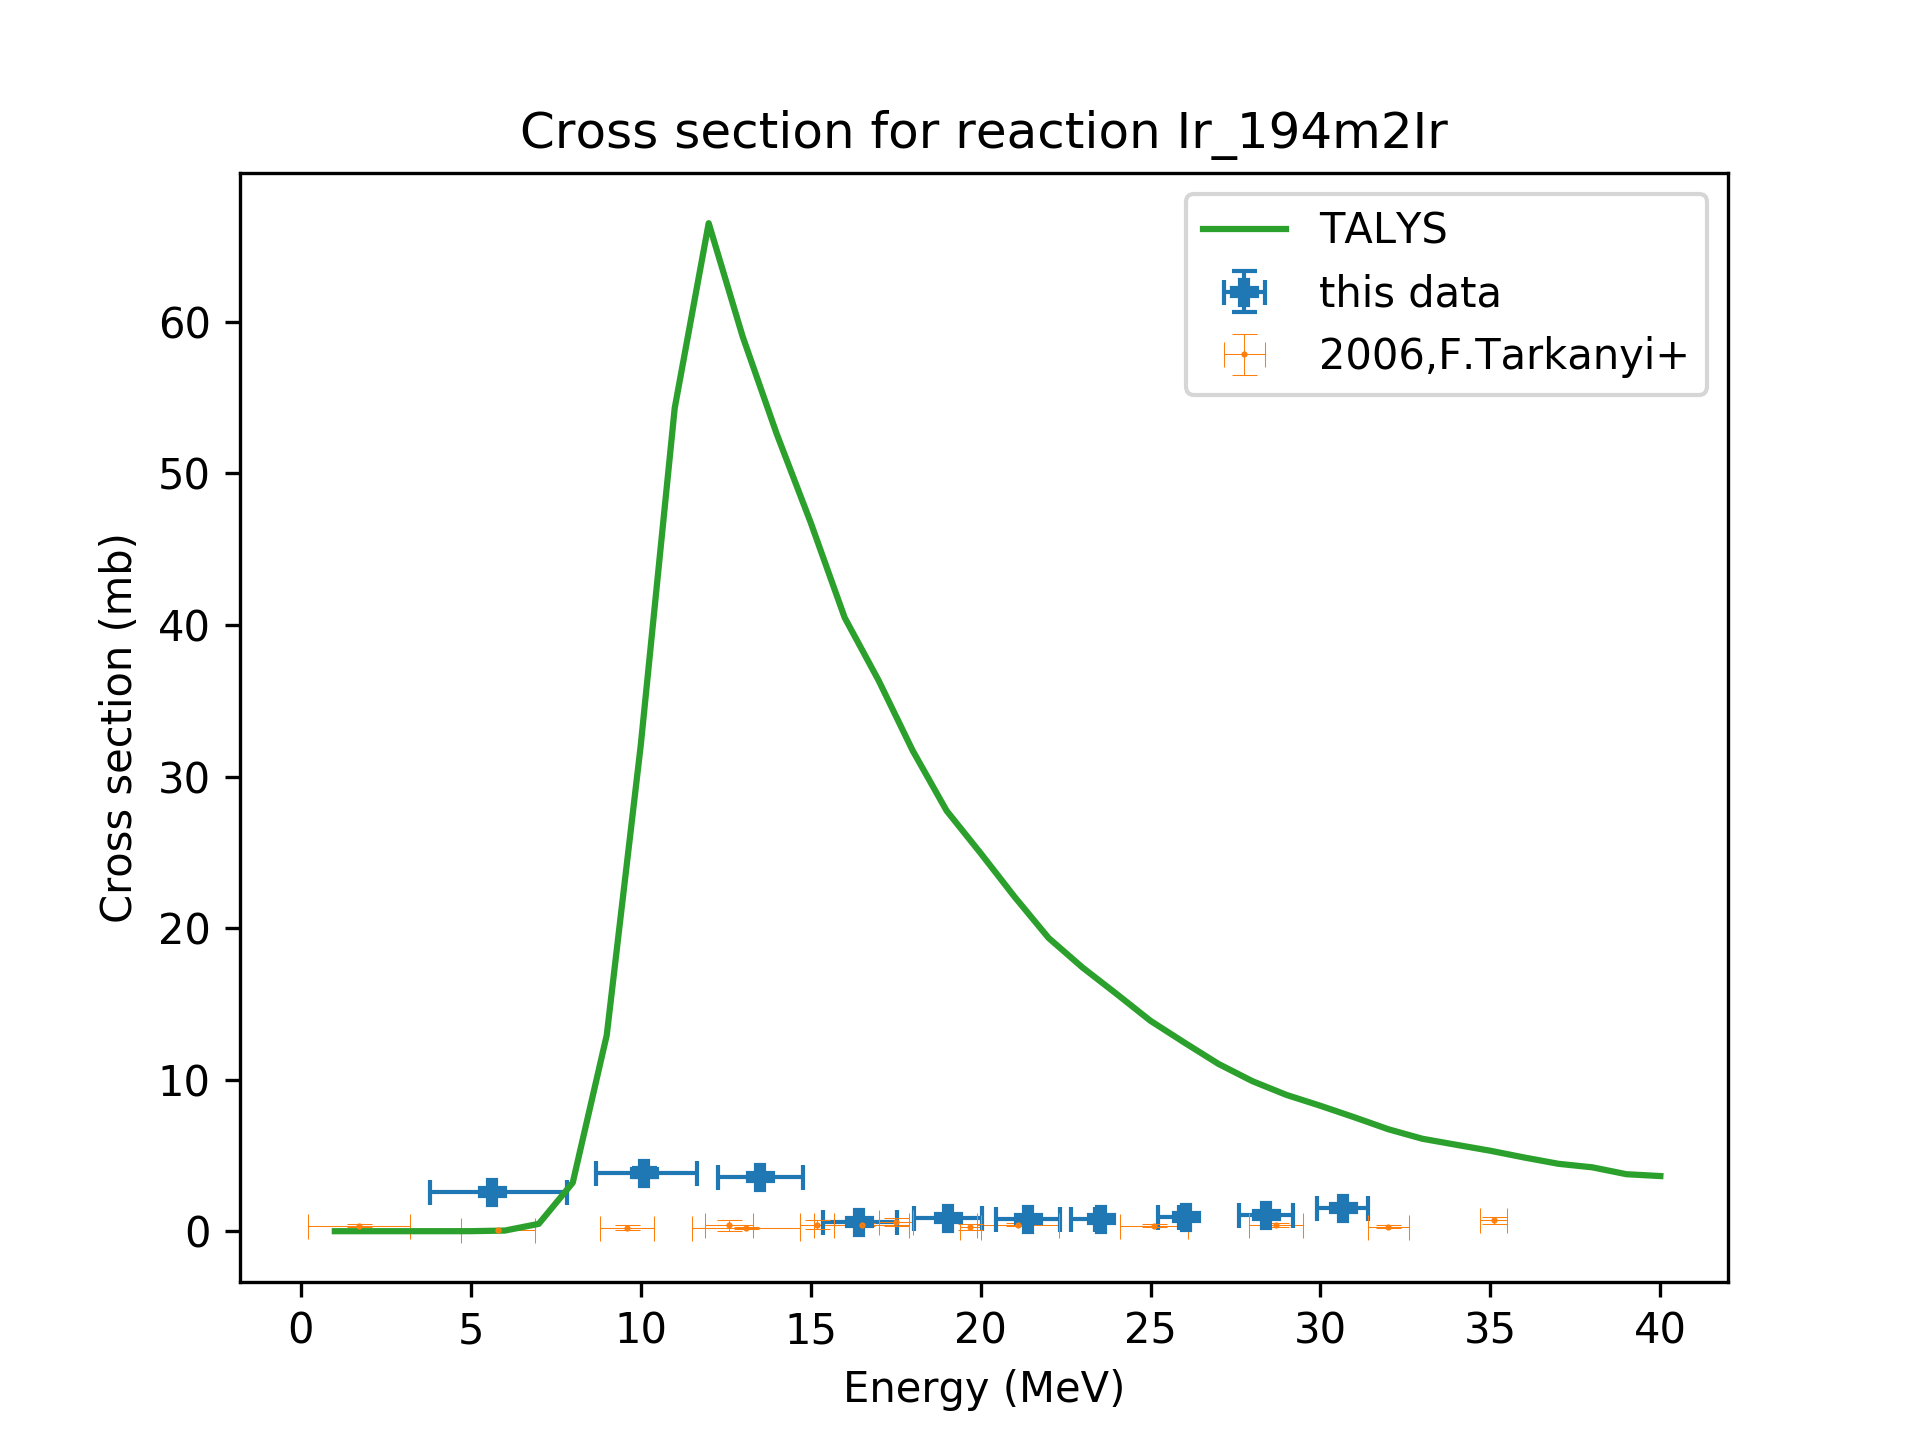 Cross section for reaction Ir_194m2Ir
TALYS
this data
2006,F.Tarkanyi+
Cross section (mb)
60
50
40
30
20
10
0
0 5 10 15 20 25 30 35 40
Energy (MeV)